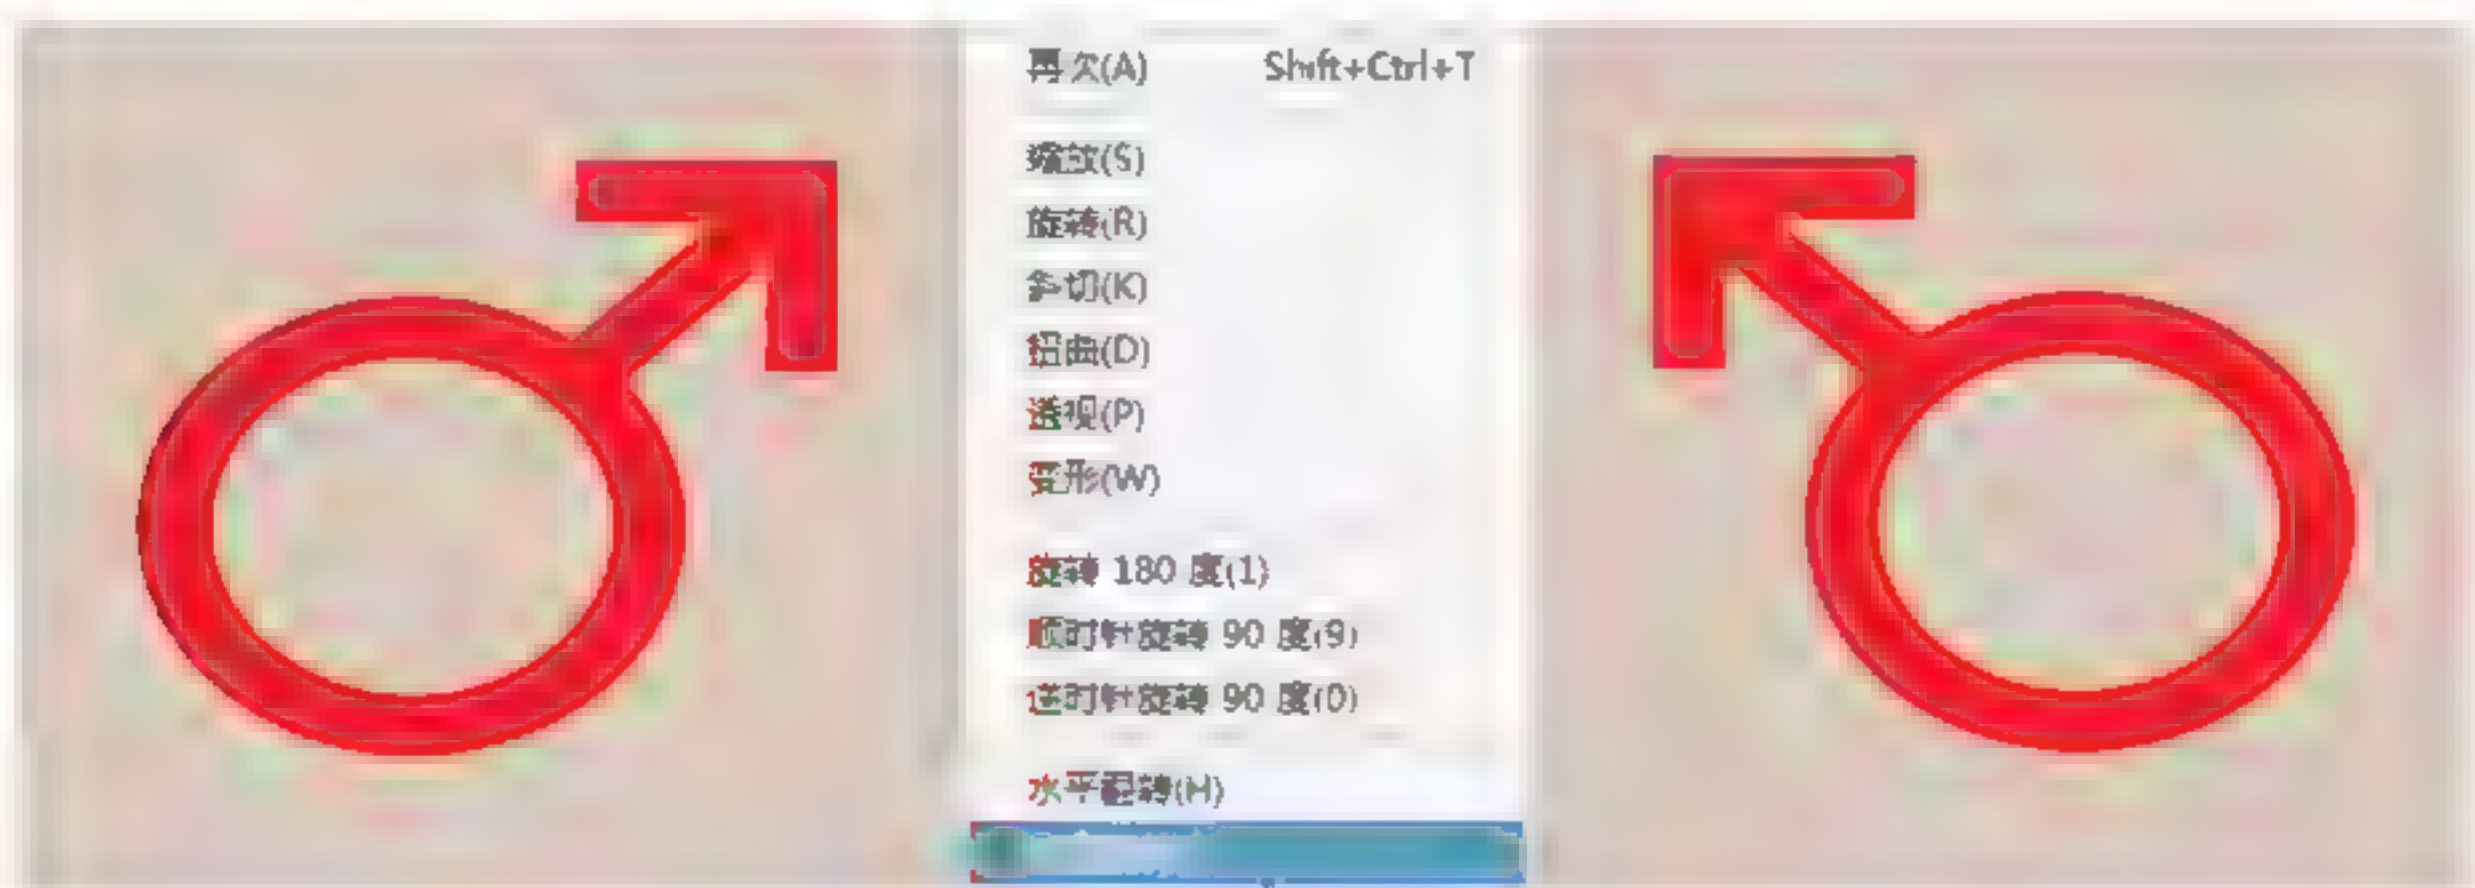 再次(A) Shift+Ctrl+T
缩放(S)
旋转(R)
斜切(K)
扭曲(D)
透视(P)
变形(W)
旋转 180 度(1)
顺时针旋转 90 度(9)
逆时针旋转 90 度(0)
水平翻转(H)